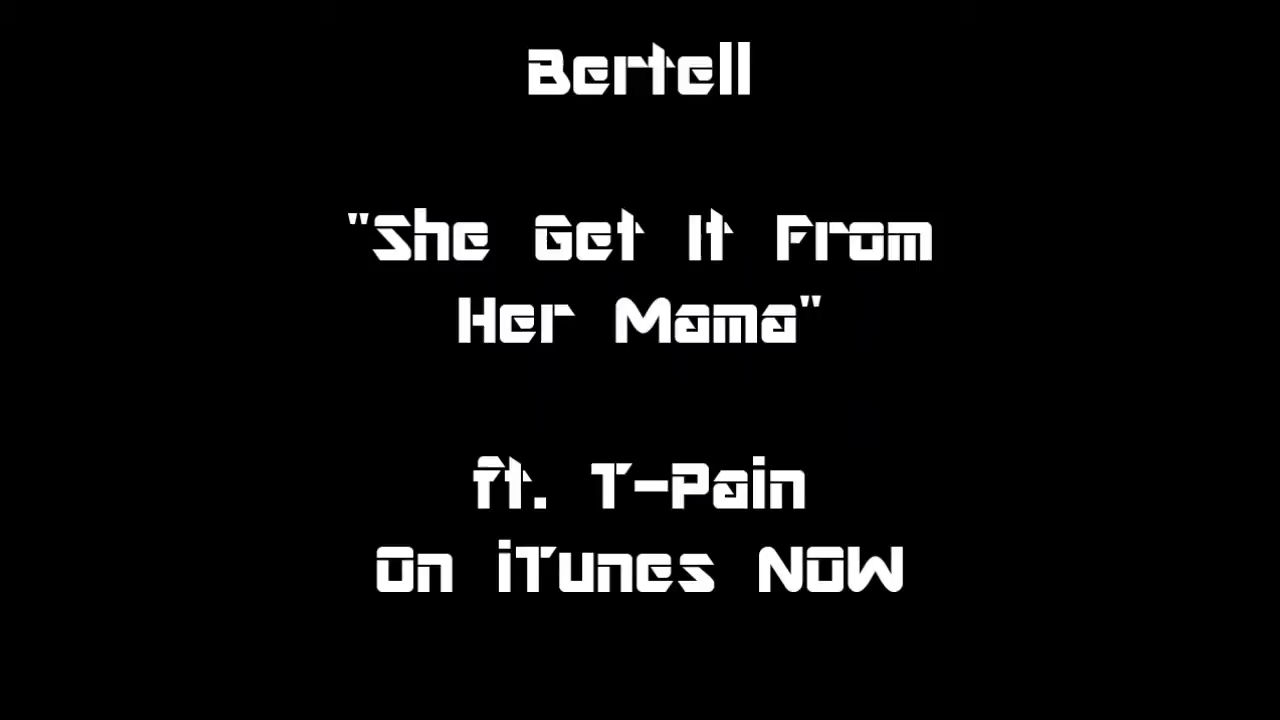 Bertell
"She Get It From
Her Mama"
ft. T-Pain
On iTunes NOW